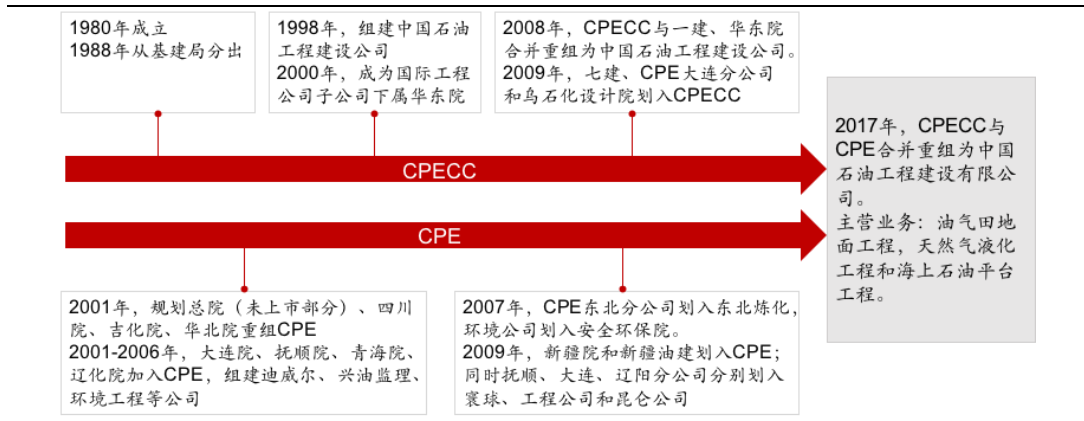 1980年成立
1988年从基建局分出
1998年，组建中国石油
工程建设公司
2000年，成为国际工程
公司子公司下属华东院
2008年，CPECC与一建、华东院
合并重组为中国石油工程建设公司。
2009年，七建、CPE大连分公司
和乌石化设计院划入CPECC
CPECC
CPE
2001年，规划总院（未上市部分）、四川
院、吉化院、华北院重组CPE
2001-2006年，大连院、抚顺院、青海院、
辽化院加入CPE，组建迪威尔、兴油监理、
环境工程等公司
2007年，CPE东北分公司划入东北炼化，
环境公司划入安全环保院。
2009年，新疆院和新疆油建划入CPE；
同时抚顺、大连、辽阳分公司分别划入
寰球、工程公司和昆仑公司
2017年，CPECC与
CPE合并重组为中国
石油工程建设有限公
司。
主营业务：油气田地
面工程，天然气液化
工程和海上石油平台
工程。